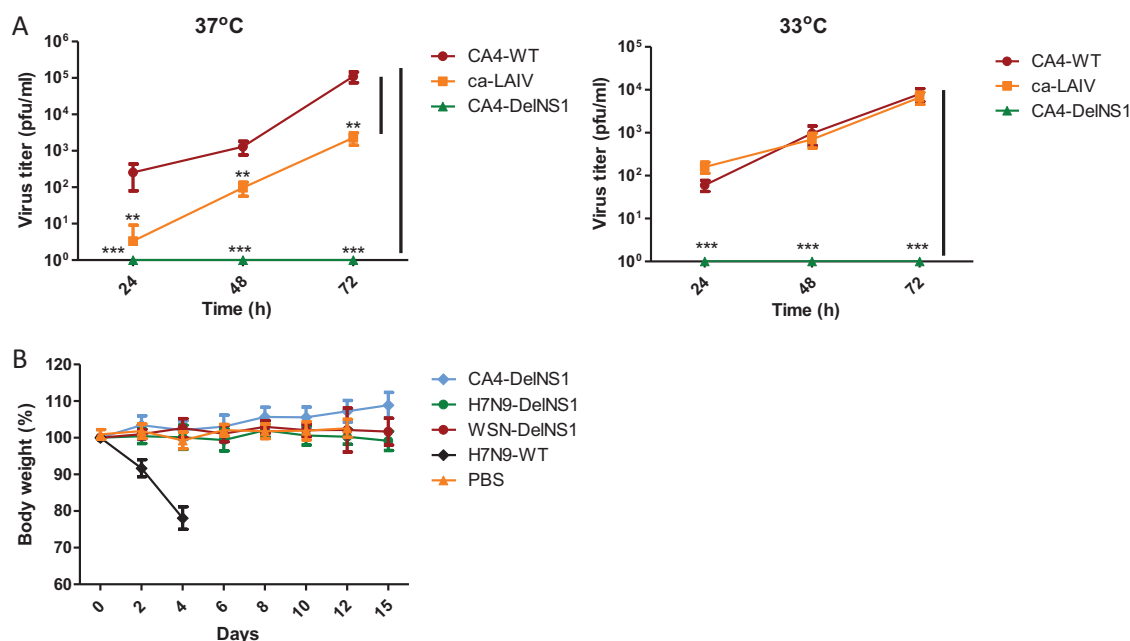 A
37°C
Virus titer (pfu/ml)
10⁶
10⁵
10⁴
10³
10²
10¹
10⁰
**
**
**
***
***
***
24
48
72
Time (h)
CA4-WT
ca-LAIV
CA4-DelNS1
33°C
Virus titer (pfu/ml)
10⁵
10⁴
10³
10²
10¹
10⁰
***
***
***
24
48
72
Time (h)
CA4-WT
ca-LAIV
CA4-DelNS1
B
Body weight (%)
120
110
100
90
80
70
60
0
2
4
6
8
10
12
15
Days
CA4-DelNS1
H7N9-DelNS1
WSN-DelNS1
H7N9-WT
PBS